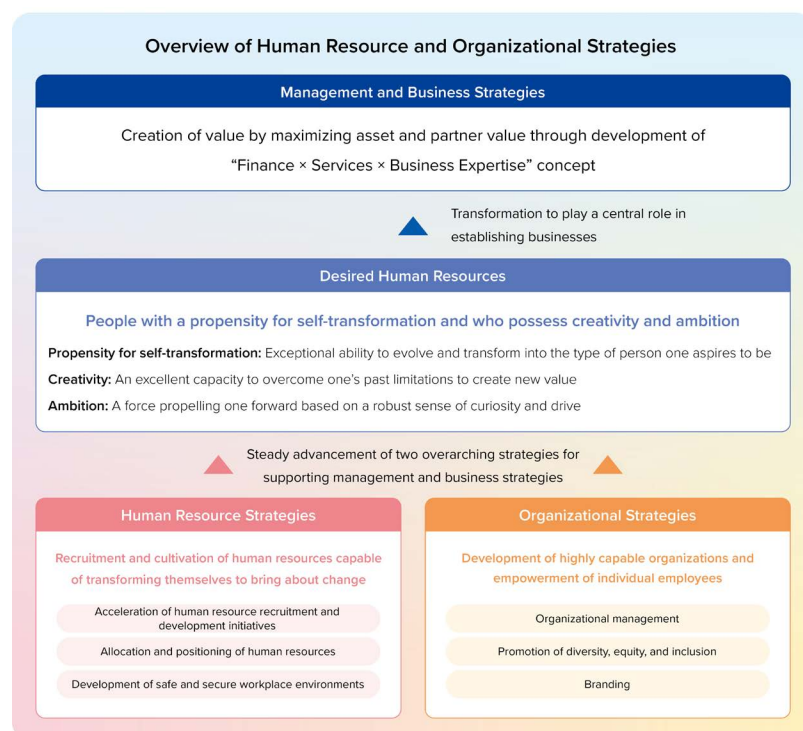 Overview of Human Resource and Organizational Strategies
Management and Business Strategies
Creation of value by maximizing asset and partner value through development of
“Finance × Services × Business Expertise” concept
Transformation to play a central role in
establishing businesses
Desired Human Resources
People with a propensity for self-transformation and who possess creativity and ambition
Propensity for self-transformation: Exceptional ability to evolve and transform into the type of person one aspires to be
Creativity: An excellent capacity to overcome one’s past limitations to create new value
Ambition: A force propelling one forward based on a robust sense of curiosity and drive
Steady advancement of two overarching strategies for
supporting management and business strategies
Human Resource Strategies
Recruitment and cultivation of human resources capable
of transforming themselves to bring about change
Acceleration of human resource recruitment and
development initiatives
Allocation and positioning of human resources
Development of safe and secure workplace environments
Organizational Strategies
Development of highly capable organizations and
empowerment of individual employees
Organizational management
Promotion of diversity, equity, and inclusion
Branding